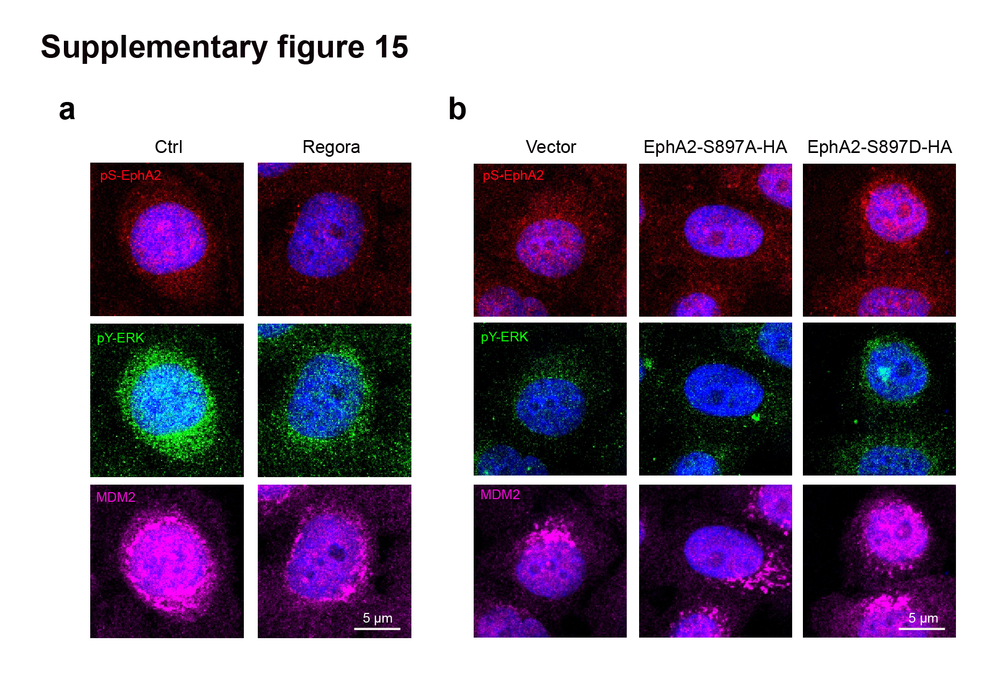 Supplementary figure 15
a
b
Ctrl
Regora
Vector
EphA2-S897A-HA
EphA2-S897D-HA
pS-EphA2
pS-EphA2
pY-ERK
pY-ERK
MDM2
MDM2
5 µm
5 µm